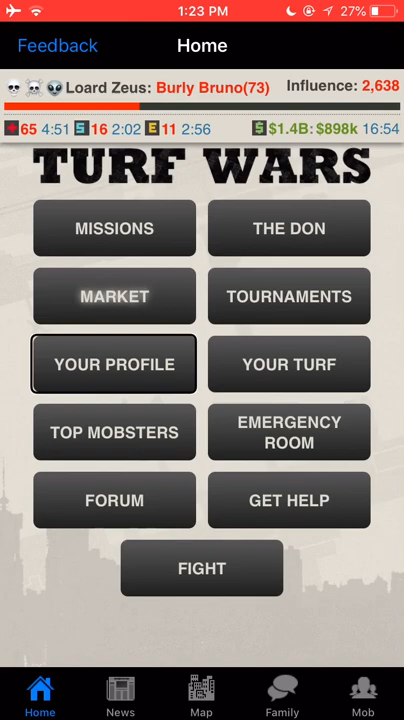 1:23 PM 27%
Feedback Home
Loard Zeus: Burly Bruno(73) Influence: 2,638
65 4:51 S 16 2:02 E 11 2:56 $ $1.4B: $898k 16:54
TURF WARS
MISSIONS THE DON
MARKET TOURNAMENTS
YOUR PROFILE YOUR TURF
TOP MOBSTERS EMERGENCY
ROOM
FORUM GET HELP
FIGHT
Home News Map Family Mob